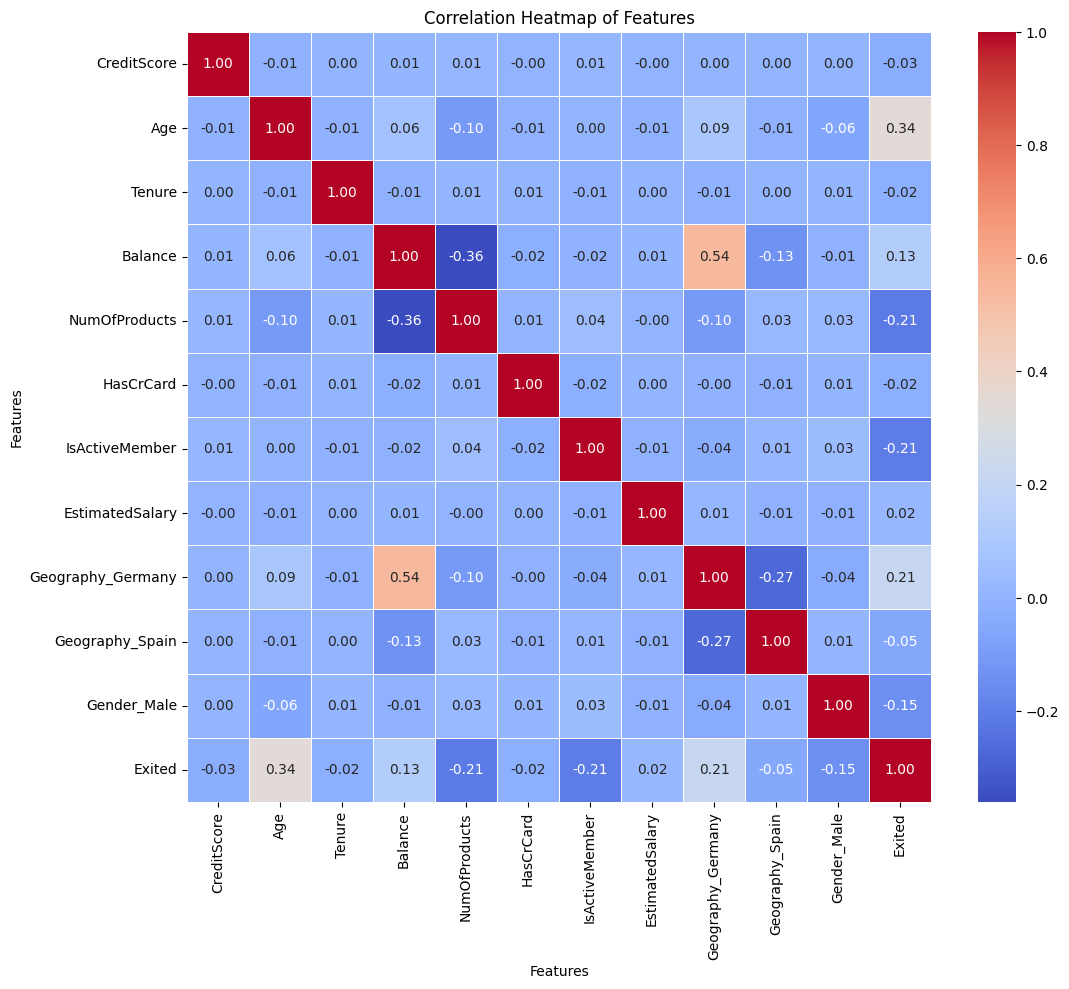 Correlation Heatmap of Features
CreditScore 1.00 -0.01 0.00 0.01 0.01 -0.00 0.01 -0.00 0.00 0.00 0.00 -0.03
Age -0.01 1.00 -0.01 0.06 -0.10 -0.01 0.00 -0.01 0.09 -0.01 -0.06 0.34
Tenure 0.00 -0.01 1.00 -0.01 0.01 0.01 -0.01 0.00 -0.01 0.00 0.01 -0.02
Balance 0.01 0.06 -0.01 1.00 -0.36 -0.02 -0.02 0.01 0.54 -0.13 -0.01 0.13
NumOfProducts 0.01 -0.10 0.01 -0.36 1.00 0.01 0.04 -0.00 -0.10 0.03 0.03 -0.21
HasCrCard -0.00 -0.01 0.01 -0.02 0.01 1.00 -0.02 0.00 -0.00 -0.01 0.01 -0.02
IsActiveMember 0.01 0.00 -0.01 -0.02 0.04 -0.02 1.00 -0.01 -0.04 0.01 0.03 -0.21
EstimatedSalary -0.00 -0.01 0.00 0.01 -0.00 0.00 -0.01 1.00 0.01 -0.01 -0.01 0.02
Geography_Germany 0.00 0.09 -0.01 0.54 -0.10 -0.00 -0.04 0.01 1.00 -0.27 -0.04 0.21
Geography_Spain 0.00 -0.01 0.00 -0.13 0.03 -0.01 0.01 -0.01 -0.27 1.00 0.01 -0.05
Gender_Male 0.00 -0.06 0.01 -0.01 0.03 0.01 0.03 -0.01 -0.04 0.01 1.00 -0.15
Exited -0.03 0.34 -0.02 0.13 -0.21 -0.02 -0.21 0.02 0.21 -0.05 -0.15 1.00
Features
CreditScore
Age
Tenure
Balance
NumOfProducts
HasCrCard
IsActiveMember
EstimatedSalary
Geography_Germany
Geography_Spain
Gender_Male
Exited
Features
1.0
0.8
0.6
0.4
0.2
0.0
−0.2